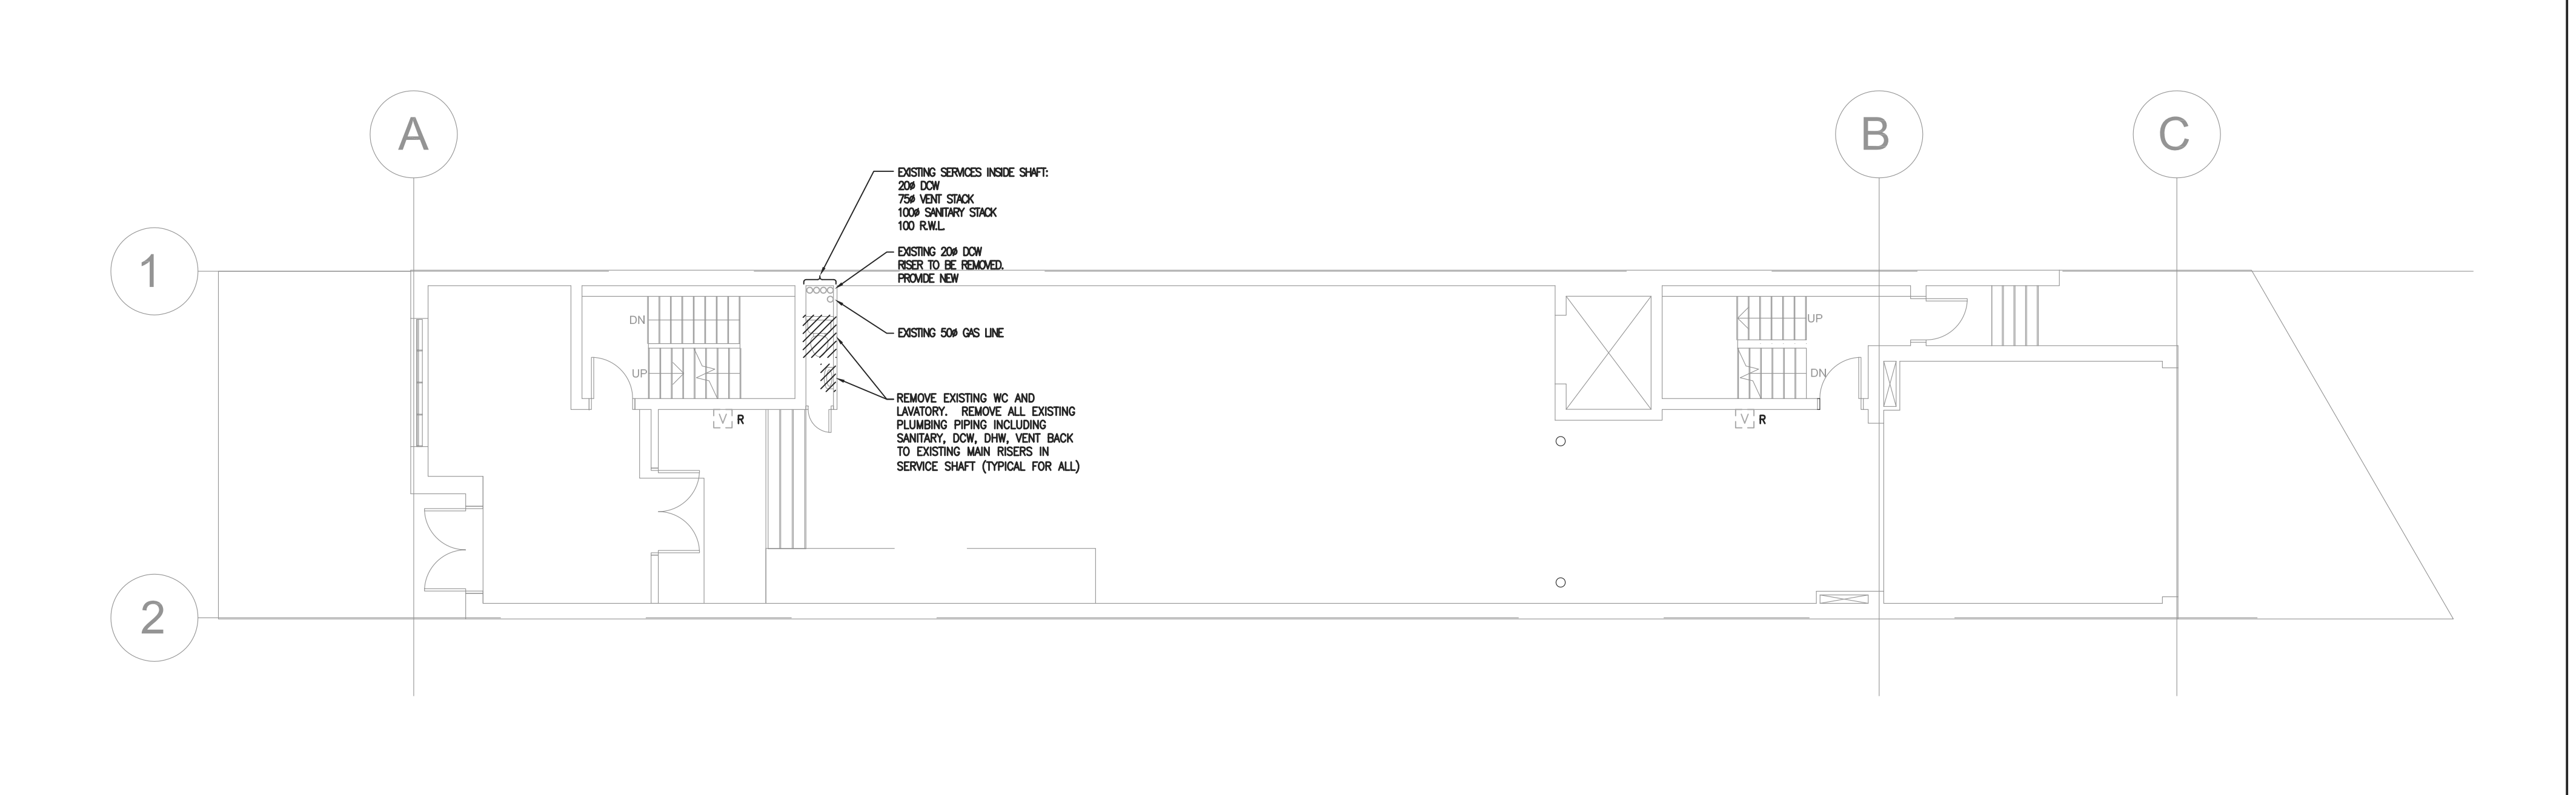 A
B
C
EXISTING SERVICES INSIDE SHAFT:
20ø DCW
75ø VENT STACK
100ø SANITARY STACK
100 R.W.L.
EXISTING 20ø DCW
RISER TO BE REMOVED.
PROVIDE NEW
1
DN
UP
EXISTING 50ø GAS LINE
UP
DN
REMOVE EXISTING WC AND
LAVATORY. REMOVE ALL EXISTING
PLUMBING PIPING INCLUDING
SANITARY, DCW, DHW, VENT BACK
TO EXISTING MAIN RISERS IN
SERVICE SHAFT (TYPICAL FOR ALL)
V R
V R
2